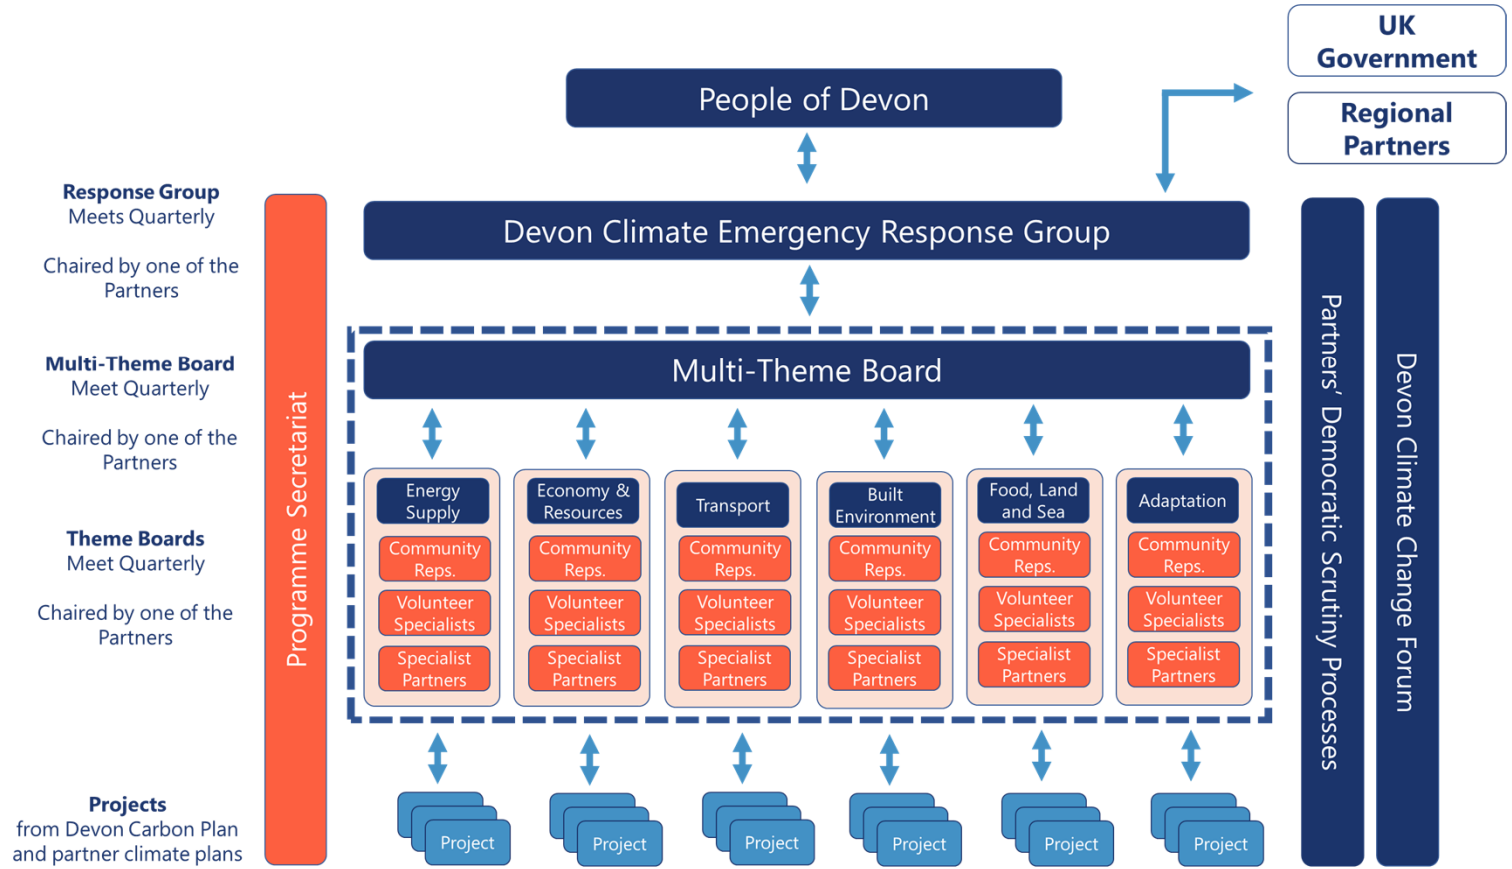 UK
Government
Regional
Partners
People of Devon
Response Group
Meets Quarterly
Chaired by one of the
Partners
Multi-Theme Board
Meet Quarterly
Chaired by one of the
Partners
Theme Boards
Meet Quarterly
Chaired by one of the
Partners
Projects
from Devon Carbon Plan
and partner climate plans
Programme Secretariat
Devon Climate Emergency Response Group
Multi-Theme Board
Energy
Supply
Community
Reps.
Volunteer
Specialists
Specialist
Partners
Economy &
Resources
Community
Reps.
Volunteer
Specialists
Specialist
Partners
Transport
Community
Reps.
Volunteer
Specialists
Specialist
Partners
Built
Environment
Community
Reps.
Volunteer
Specialists
Specialist
Partners
Food, Land
and Sea
Community
Reps.
Volunteer
Specialists
Specialist
Partners
Adaptation
Community
Reps.
Volunteer
Specialists
Specialist
Partners
Project
Project
Project
Project
Project
Project
Partners’ Democratic Scrutiny Processes
Devon Climate Change Forum